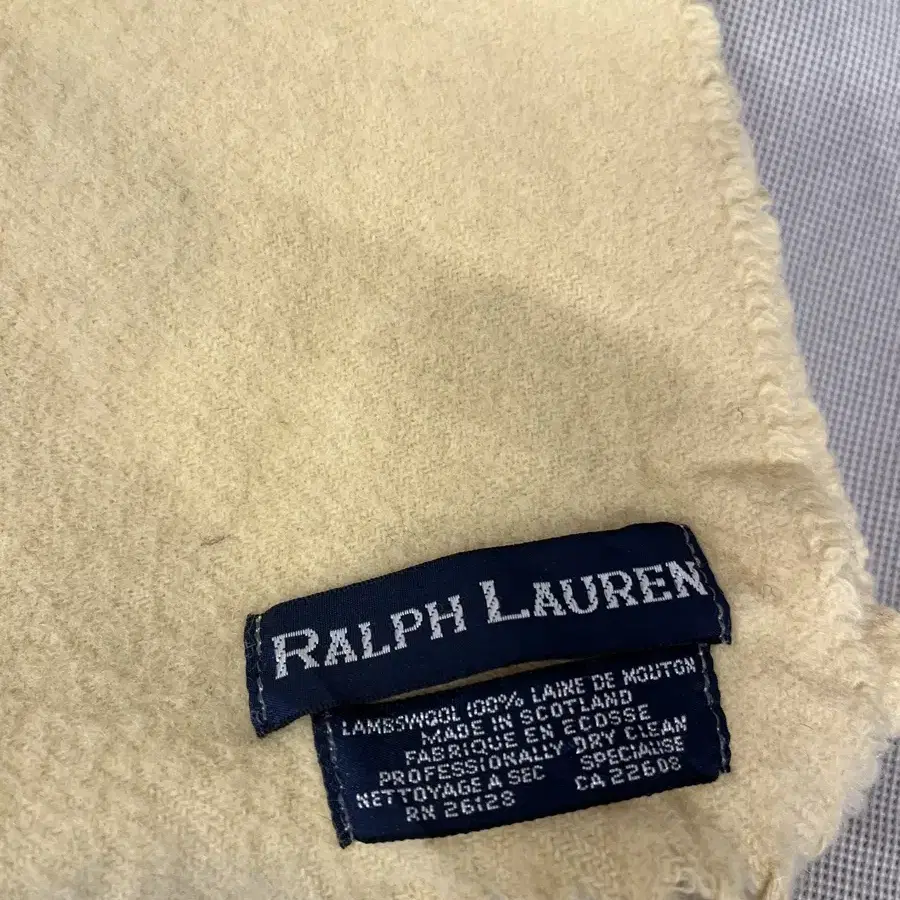 RALPH LAUREN
LAMBSWOOL 100% LAINE DE MOUTON
MADE IN SCOTLAND
FABRIQUE EN ECOSSE
PROFESSIONALLY DRY CLEAN
NETTOYAGE A SEC SPECIALISE
RN 26128 CA 22608